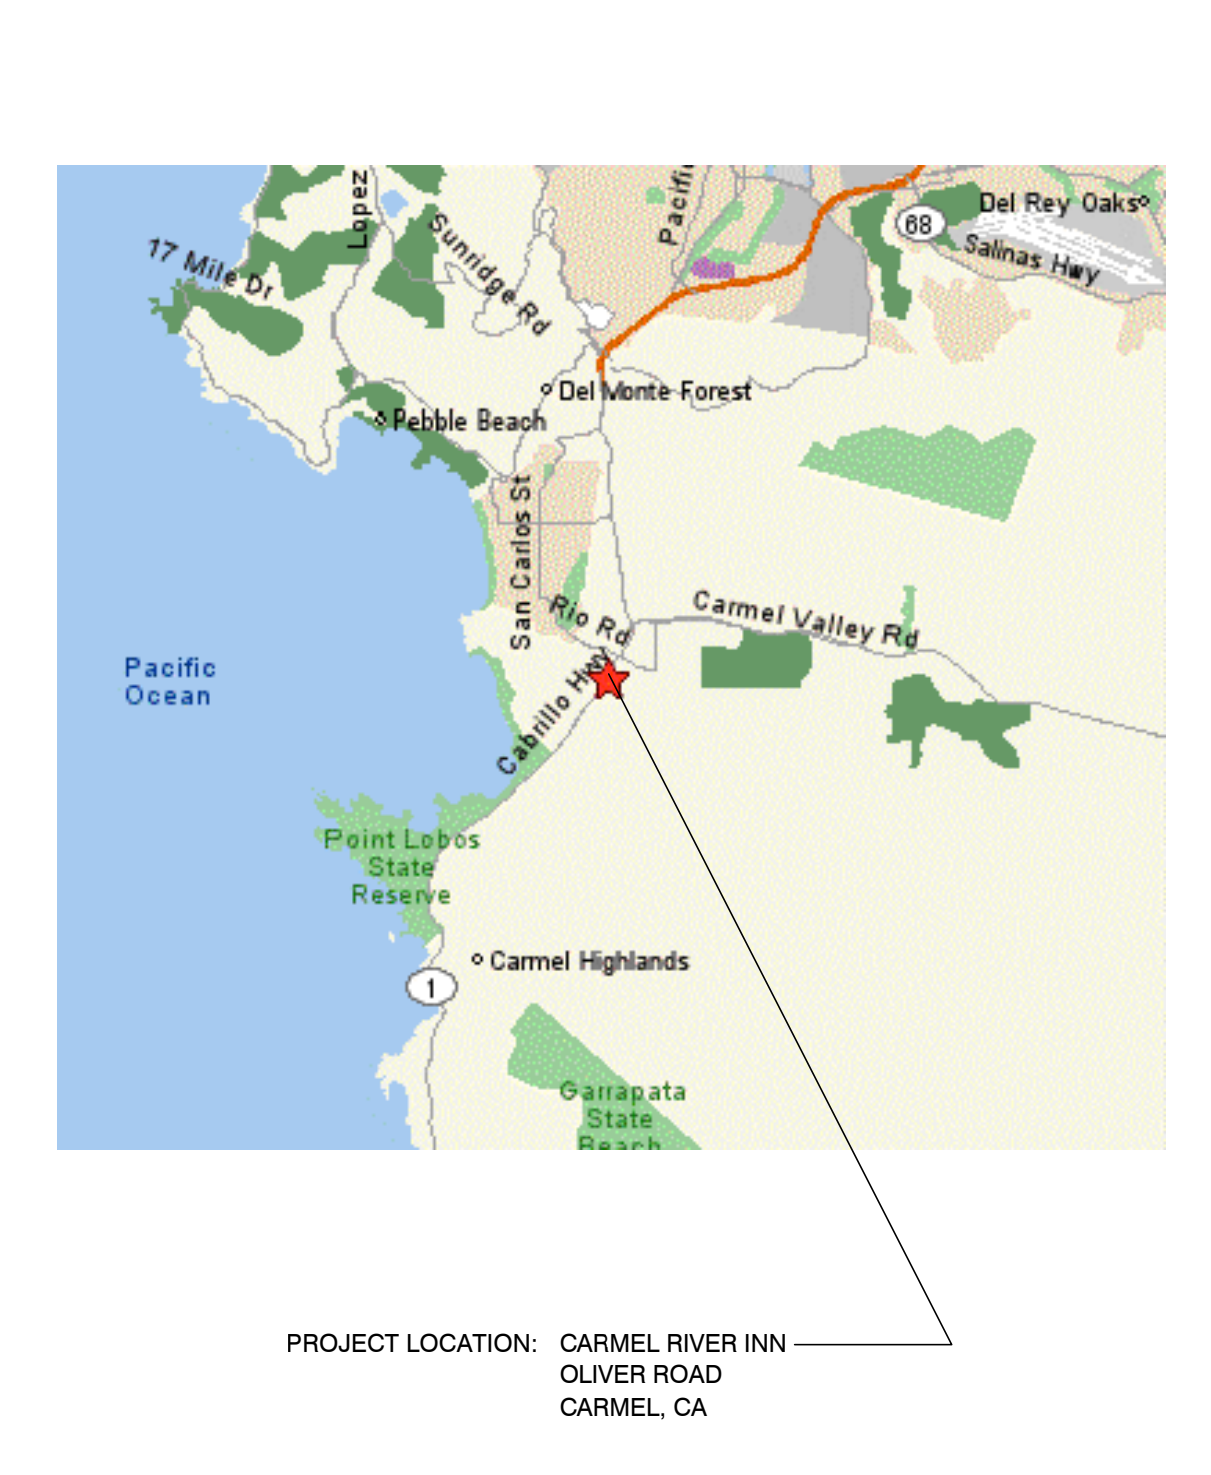 Lopez
Pacific
Del Rey Oaks
68
Salinas Hwy
17 Mile Dr
Sunridge Rd
Del Monte Forest
Pebble Beach
San Carlos St
Rio Rd
Carmel Valley Rd
Cabrillo Hwy
Pacific
Ocean
Point Lobos
State
Reserve
Carmel Highlands
1
Garrapata
State
Beach
PROJECT LOCATION: CARMEL RIVER INN
OLIVER ROAD
CARMEL, CA